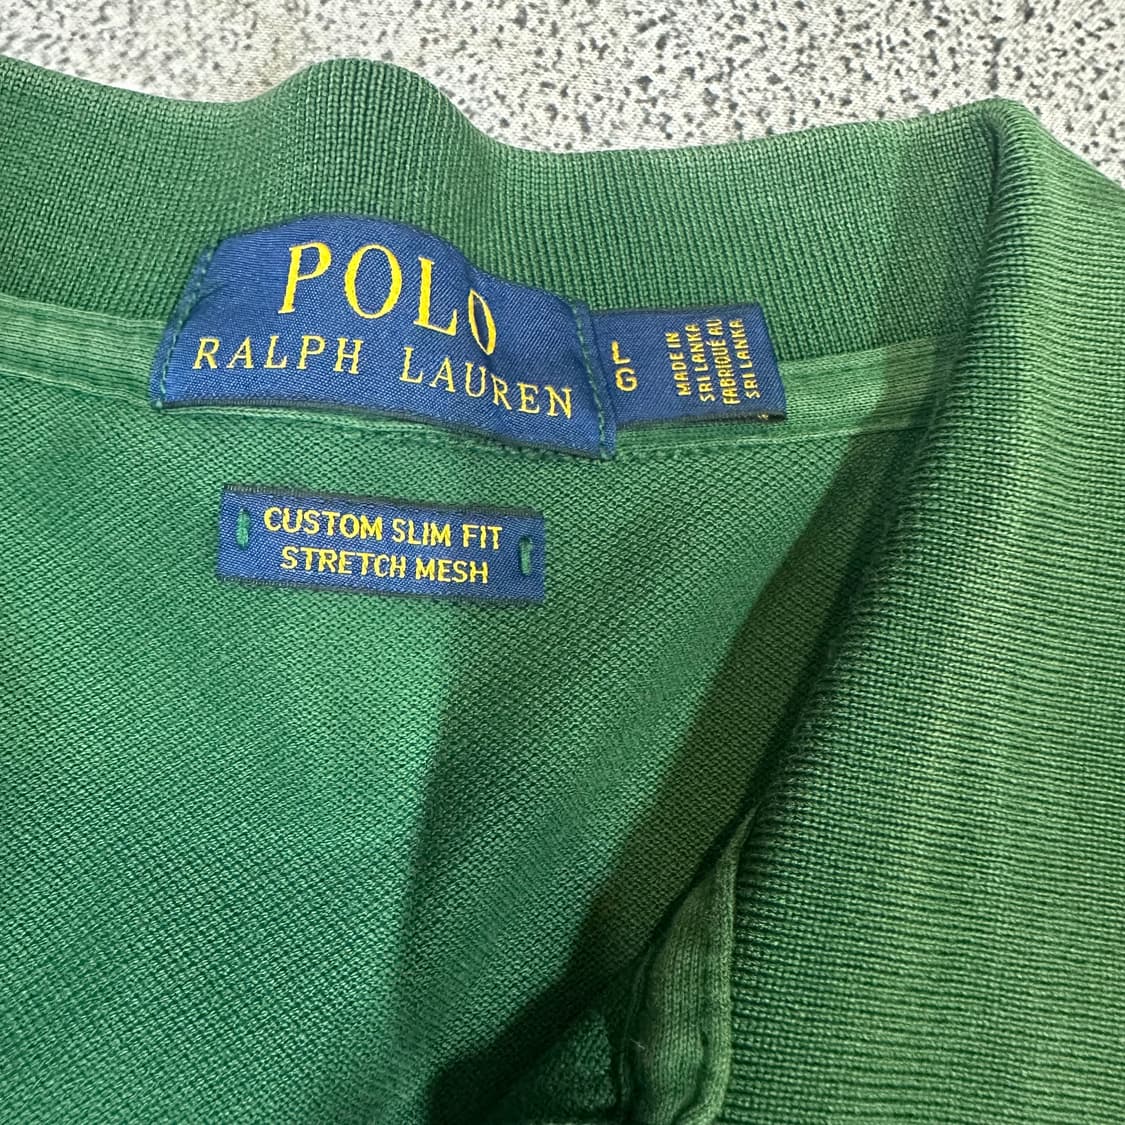 POLO
RALPH LAUREN
L
G
MADE IN
SRI LANKA
FABRIQUÉ AU
SRI LANKA
CUSTOM SLIM FIT
STRETCH MESH